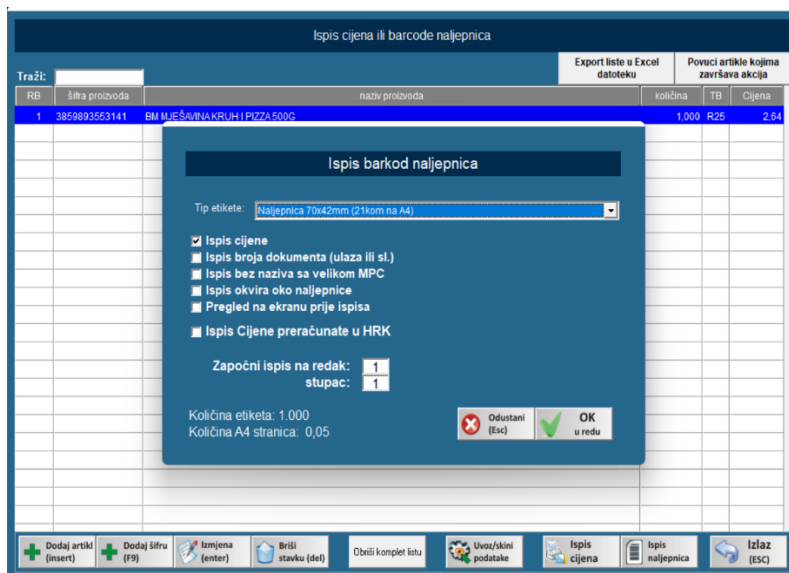 Ispis cijena ili barcode naljepnica
Traži:
Export liste u Excel
datoteku
Povuci artikle kojima
završava akcija
RB šifra proizvoda naziv proizvoda količina TB Cijena
1 3859893553141 BM MJEŠAVINA KRUH I PIZZA 500G 1,000 R25 2,64
Ispis barkod naljepnica
Tip etikete: Naljepnica 70x42mm (21kom na A4)
Ispis cijene
Ispis broja dokumenta (ulaza ili sl.)
Ispis bez naziva sa velikom MPC
Ispis okvira oko naljepnice
Pregled na ekranu prije ispisa
Ispis Cijene preračunate u HRK
Započni ispis na redak: 1
stupac: 1
Količina etiketa: 1.000
Količina A4 stranica: 0,05
Odustani
(Esc)
OK
u redu
Dodaj artikl
(insert)
Dodaj šifru
(F9)
Izmjena
(enter)
Briši
stavku (del)
Obriši komplet listu
Uvoz/skini
podatake
Ispis
cijena
Ispis
naljepnica
Izlaz
(ESC)